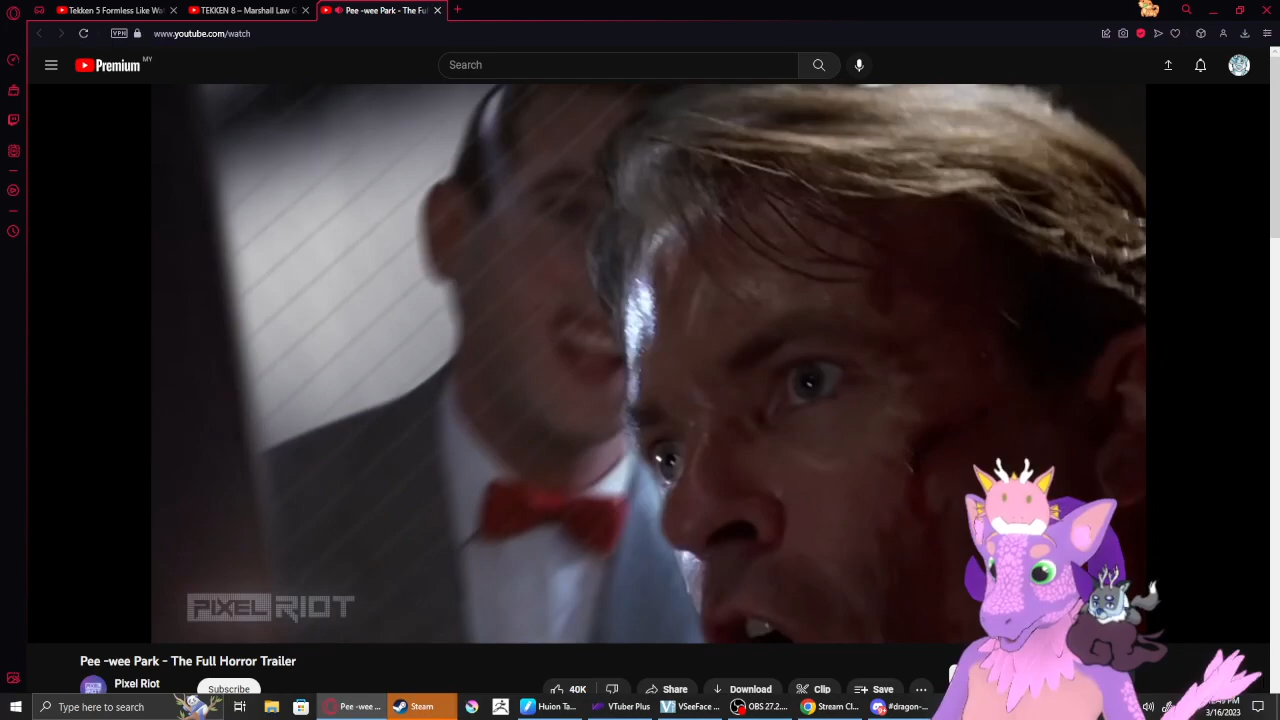 Tekken 5 Formless Like Wa
TEKKEN 8 – Marshall Law G
Pee -wee Park - The Ful
VPN
www.youtube.com/watch
Premium MY
Search
PIXEL RIOT
Pee -wee Park - The Full Horror Trailer
Pixel Riot
Subscribe
40K
Share
Download
Clip
Save
Type here to search
Pee -wee ...
Steam
Huion Ta...
VTuber Plus
VSeeFace ...
OBS 27.2....
Stream Cl...
#dragon-...
3/16/2023